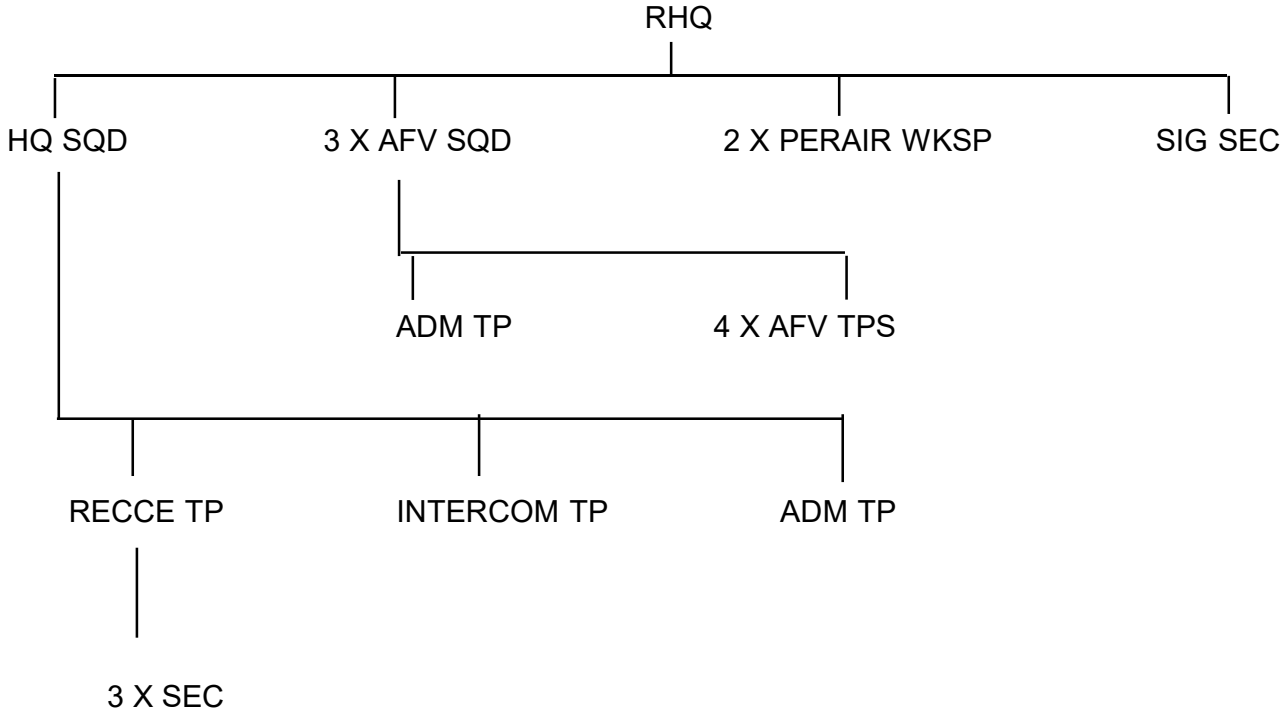 RHQ
HQ SQD 3 X AFV SQD 2 X PERAIR WKSP SIG SEC
ADM TP 4 X AFV TPS
RECCE TP INTERCOM TP ADM TP
3 X SEC